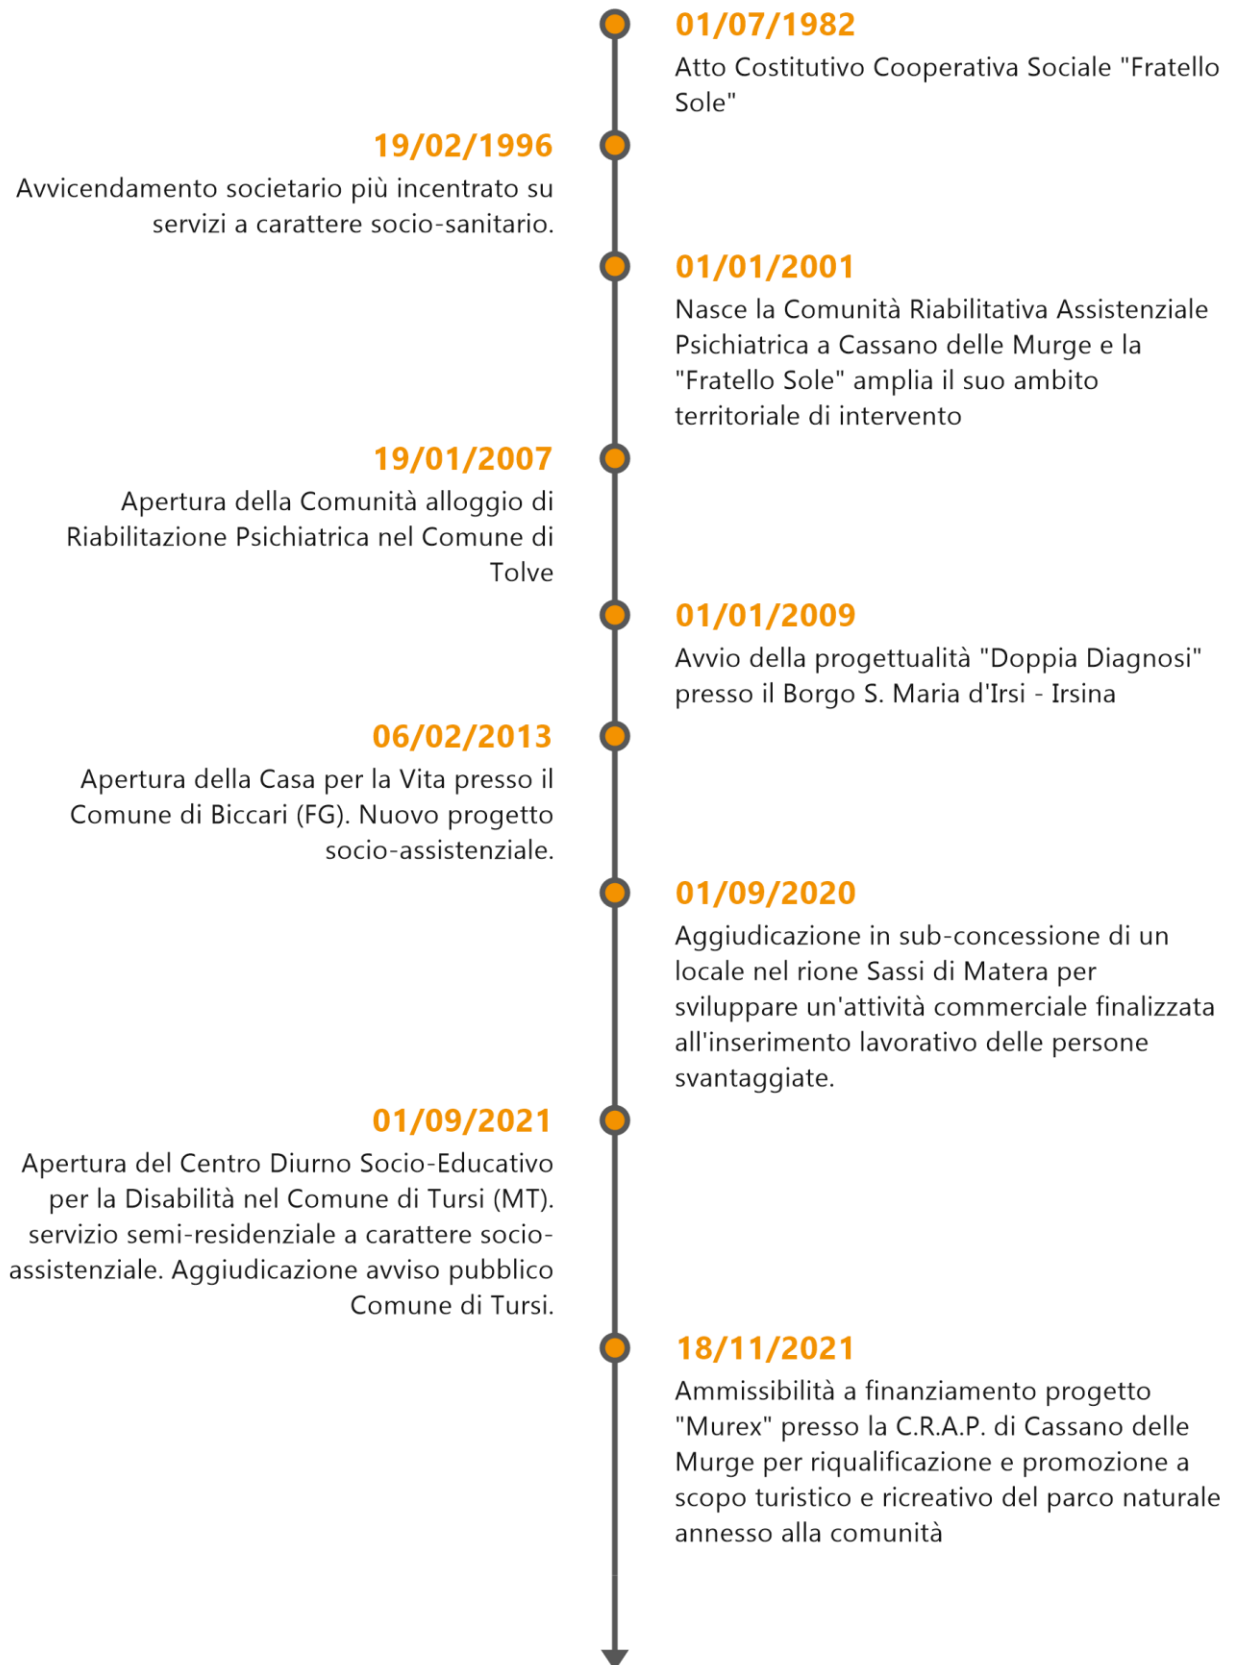 01/07/1982
Atto Costitutivo Cooperativa Sociale "Fratello
Sole"
19/02/1996
Avvicendamento societario più incentrato su
servizi a carattere socio-sanitario.
01/01/2001
Nasce la Comunità Riabilitativa Assistenziale
Psichiatrica a Cassano delle Murge e la
"Fratello Sole" amplia il suo ambito
territoriale di intervento
19/01/2007
Apertura della Comunità alloggio di
Riabilitazione Psichiatrica nel Comune di
Tolve
01/01/2009
Avvio della progettualità "Doppia Diagnosi"
presso il Borgo S. Maria d'Irsi - Irsina
06/02/2013
Apertura della Casa per la Vita presso il
Comune di Biccari (FG). Nuovo progetto
socio-assistenziale.
01/09/2020
Aggiudicazione in sub-concessione di un
locale nel rione Sassi di Matera per
sviluppare un'attività commerciale finalizzata
all'inserimento lavorativo delle persone
svantaggiate.
01/09/2021
Apertura del Centro Diurno Socio-Educativo
per la Disabilità nel Comune di Tursi (MT).
servizio semi-residenziale a carattere socio-
assistenziale. Aggiudicazione avviso pubblico
Comune di Tursi.
18/11/2021
Ammissibilità a finanziamento progetto
"Murex" presso la C.R.A.P. di Cassano delle
Murge per riqualificazione e promozione a
scopo turistico e ricreativo del parco naturale
annesso alla comunità